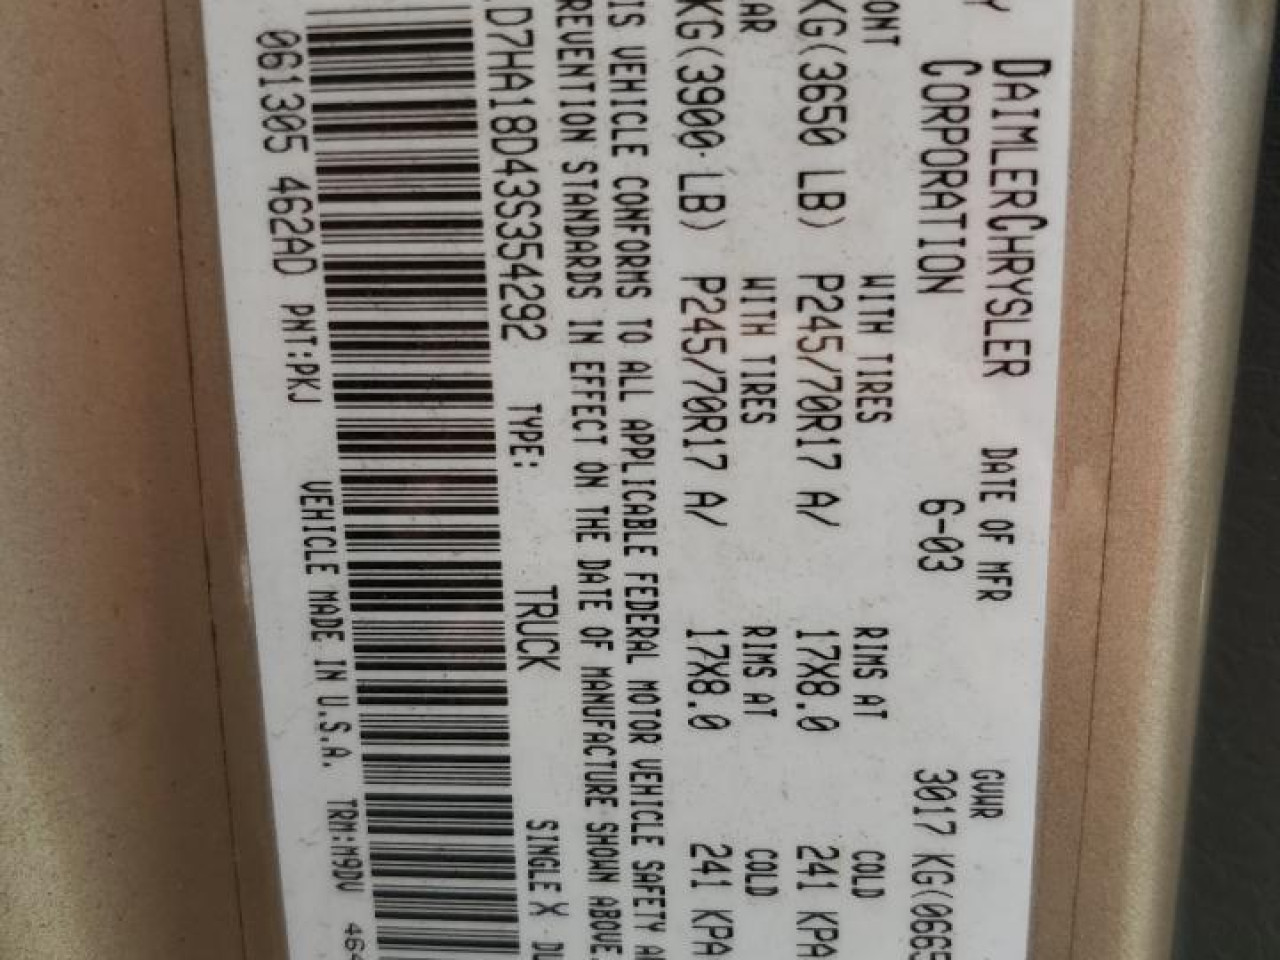 DAIMLERCHRYSLER
CORPORATION
DATE OF MFR
6-03
GVWR
3017 KG(0665
ONT
WITH TIRES
RIMS AT
COLD
KG(3650 LB) P245/70R17 A/ 17X8.0 241 KPA
AR
WITH TIRES
RIMS AT
COLD
KG(3900 LB) P245/70R17 A/ 17X8.0 241 KPA
IS VEHICLE CONFORMS TO ALL APPLICABLE FEDERAL MOTOR VEHICLE SAFETY A
REVENTION STANDARDS IN EFFECT ON THE DATE OF MANUFACTURE SHOWN ABOVE.
D7HA18D43S354292 TYPE: TRUCK SINGLE X DU
061305 462AD PNT:PKJ VEHICLE MADE IN U.S.A. TRM:M9DV 464